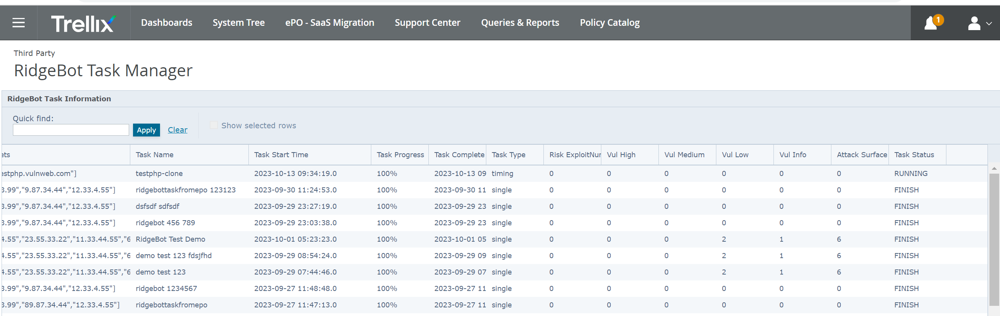 Trellix Dashboards System Tree ePO - SaaS Migration Support Center Queries & Reports Policy Catalog 1
Third Party
RidgeBot Task Manager
RidgeBot Task Information
Quick find:
Apply Clear Show selected rows
ets Task Name Task Start Time Task Progress Task Complete Task Type Risk ExploitNur Vul High Vul Medium Vul Low Vul Info Attack Surface Task Status
estphp.vulnweb.com"] testphp-clone 2023-10-13 09:34:19.0 100% 2023-10-13 09 timing 0 0 0 0 0 0 RUNNING
3.99","9.87.34.44","12.33.4.55"] ridgebottaskfromepo 123123 2023-09-30 11:24:53.0 100% 2023-09-30 11 single 0 0 0 0 0 0 FINISH
3.99","9.87.34.44","12.33.4.55"] dsfsdf sdfsdf 2023-09-29 23:27:19.0 100% 2023-09-29 23 single 0 0 0 0 0 0 FINISH
3.99","9.87.34.44","12.33.4.55"] ridgebot 456 789 2023-09-29 23:03:38.0 100% 2023-09-29 23 single 0 0 0 0 0 0 FINISH
4.55","23.55.33.22","11.33.44.55","6 RidgeBot Test Demo 2023-10-01 05:23:23.0 100% 2023-10-01 05 single 0 0 0 2 1 6 FINISH
4.55","23.55.33.22","11.33.44.55","6 demo test 123 fdsjfhd 2023-09-29 08:54:24.0 100% 2023-09-29 09 single 0 0 0 2 1 6 FINISH
4.55","23.55.33.22","11.33.44.55","6 demo test 123 2023-09-29 07:44:46.0 100% 2023-09-29 07 single 0 0 0 2 1 6 FINISH
3.99","9.87.34.44","12.33.4.55"] ridgebot 1234567 2023-09-27 11:48:48.0 100% 2023-09-27 11 single 0 0 0 0 0 0 FINISH
3.99","89.87.34.44","12.33.4.55"] ridgebottaskfromepo 2023-09-27 11:47:13.0 100% 2023-09-27 11 single 0 0 0 0 0 0 FINISH